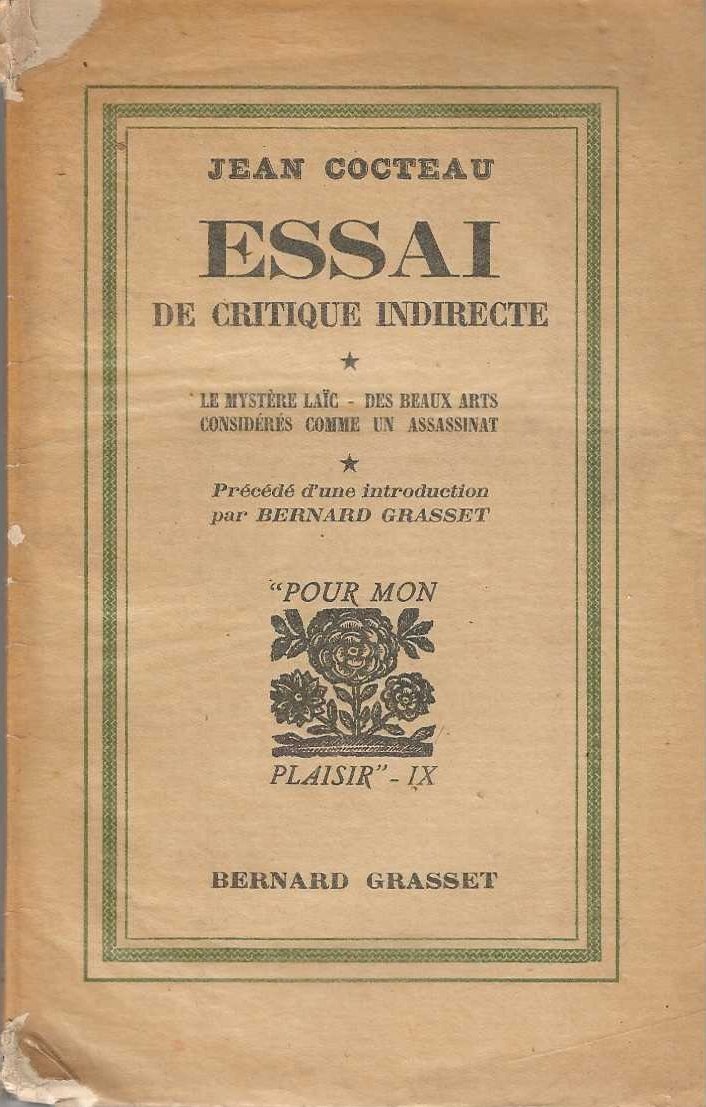 JEAN COCTEAU
ESSAI
DE CRITIQUE INDIRECTE
LE MYSTÈRE LAÏC - DES BEAUX ARTS
CONSIDÉRÉS COMME UN ASSASSINAT
Précédé d'une introduction
par BERNARD GRASSET
"POUR MON
PLAISIR" - IX
BERNARD GRASSET